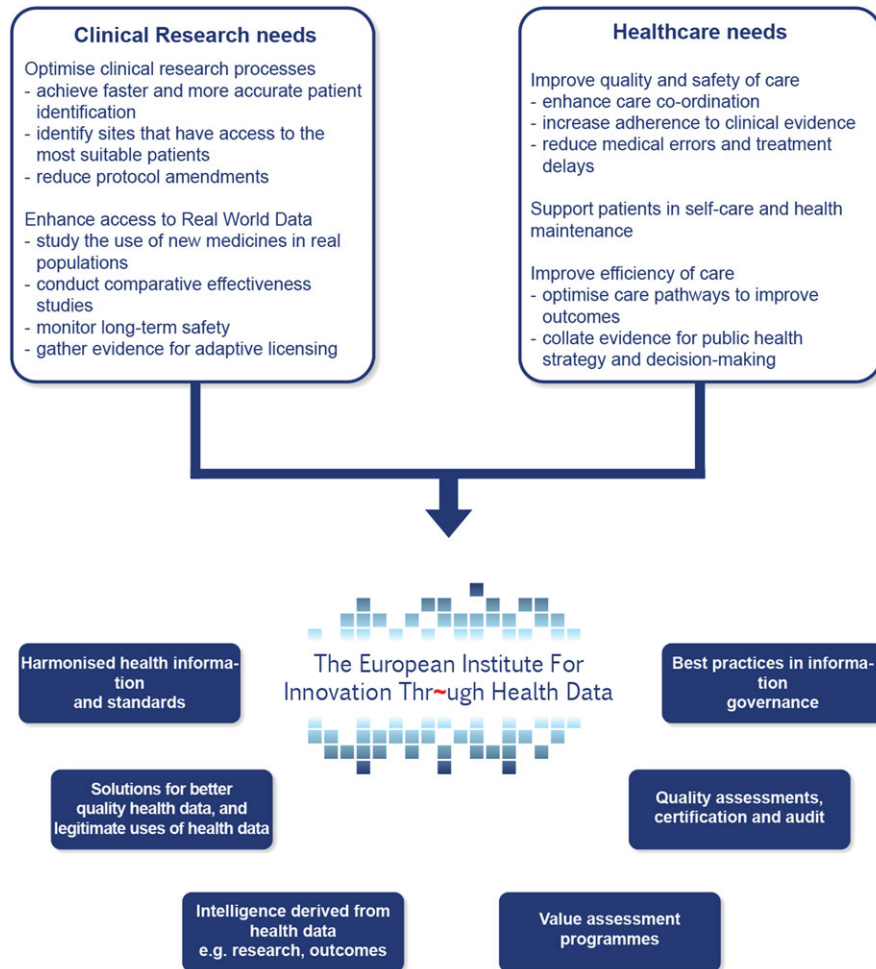 Clinical Research needs
Optimise clinical research processes
- achieve faster and more accurate patient
identification
- identify sites that have access to the
most suitable patients
- reduce protocol amendments
Enhance access to Real World Data
- study the use of new medicines in real
populations
- conduct comparative effectiveness
studies
- monitor long-term safety
- gather evidence for adaptive licensing
Healthcare needs
Improve quality and safety of care
- enhance care co-ordination
- increase adherence to clinical evidence
- reduce medical errors and treatment
delays
Support patients in self-care and health
maintenance
Improve efficiency of care
- optimise care pathways to improve
outcomes
- collate evidence for public health
strategy and decision-making
The European Institute For
Innovation Thr~ugh Health Data
Harmonised health informa-
tion
and standards
Best practices in informa-
tion
governance
Solutions for better
quality health data, and
legitimate uses of health data
Quality assessments,
certification and audit
Intelligence derived from
health data
e.g. research, outcomes
Value assessment
programmes